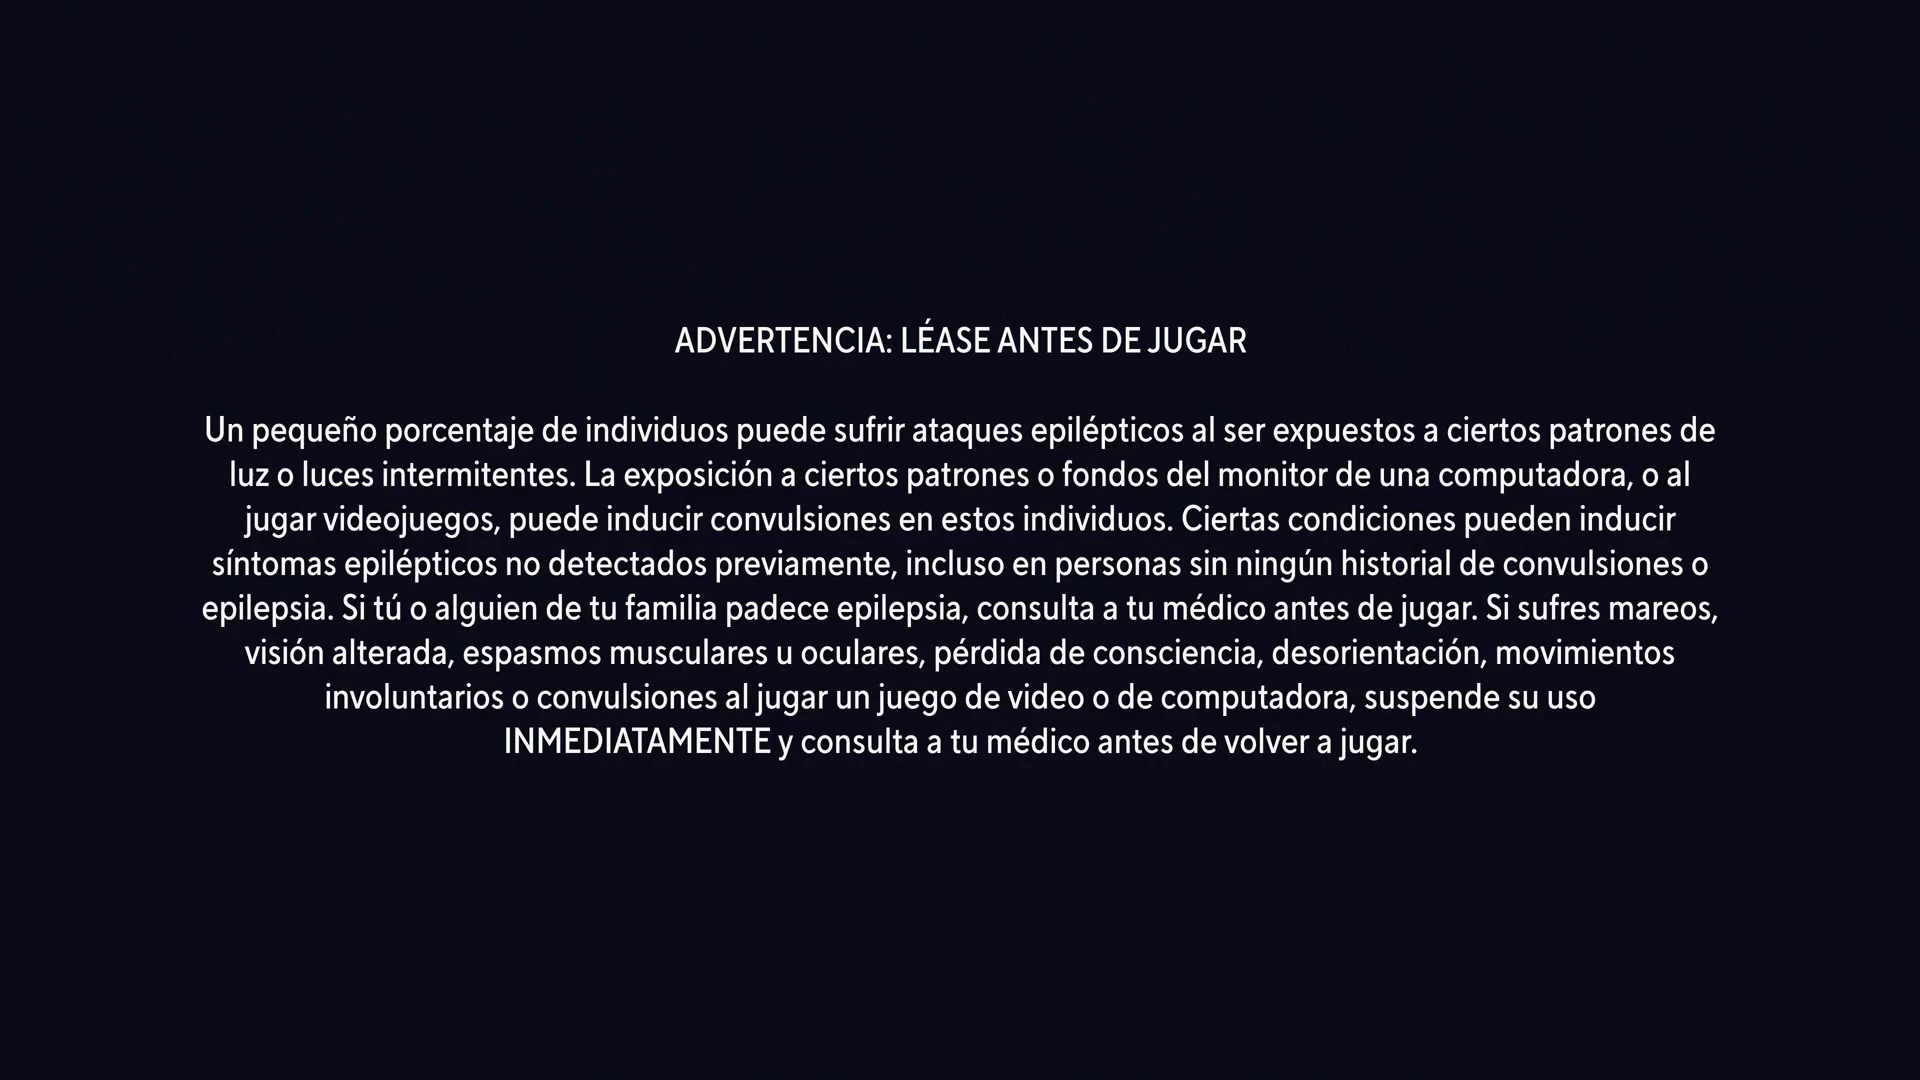 ADVERTENCIA: LÉASE ANTES DE JUGAR
Un pequeño porcentaje de individuos puede sufrir ataques epilépticos al ser expuestos a ciertos patrones de
luz o luces intermitentes. La exposición a ciertos patrones o fondos del monitor de una computadora, o al
jugar videojuegos, puede inducir convulsiones en estos individuos. Ciertas condiciones pueden inducir
síntomas epilépticos no detectados previamente, incluso en personas sin ningún historial de convulsiones o
epilepsia. Si tú o alguien de tu familia padece epilepsia, consulta a tu médico antes de jugar. Si sufres mareos,
visión alterada, espasmos musculares u oculares, pérdida de consciencia, desorientación, movimientos
involuntarios o convulsiones al jugar un juego de video o de computadora, suspende su uso
INMEDIATAMENTE y consulta a tu médico antes de volver a jugar.